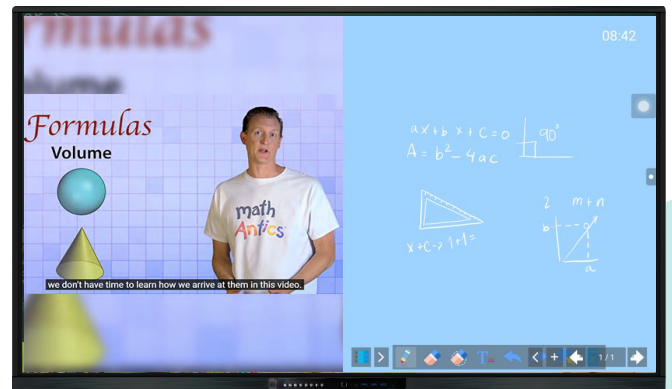 Formulas
Volume
math
Antics
we don't have time to learn how we arrive at them in this video.
08:42
ax+b x+c=0
A = b² - 4ac
90°
x+c→1+1=
2 m+n
b
a
T
1/1